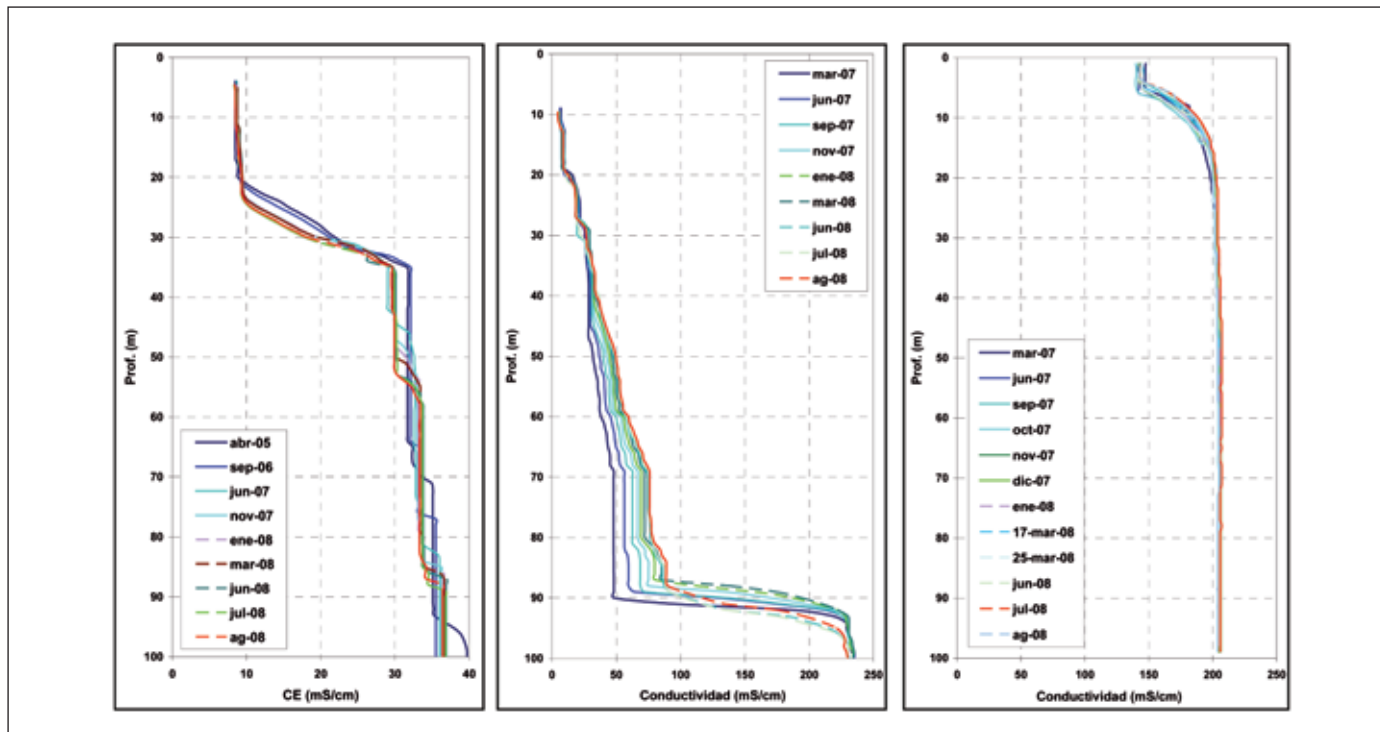 0
10
20
30
40
50
60
70
80
90
100
Prof. (m)
abr-05
sep-06
jun-07
nov-07
ene-08
mar-08
jun-08
jul-08
ag-08
0
10
20
30
40
CE (mS/cm)
0
10
20
30
40
50
60
70
80
90
100
Prof. (m)
mar-07
jun-07
sep-07
nov-07
ene-08
mar-08
jun-08
jul-08
ag-08
0
50
100
150
200
250
Conductividad (mS/cm)
0
10
20
30
40
50
60
70
80
90
100
Prof. (m)
mar-07
jun-07
sep-07
oct-07
nov-07
dic-07
ene-08
17-mar-08
25-mar-08
jun-08
jul-08
ag-08
0
50
100
150
200
250
Conductividad (mS/cm)